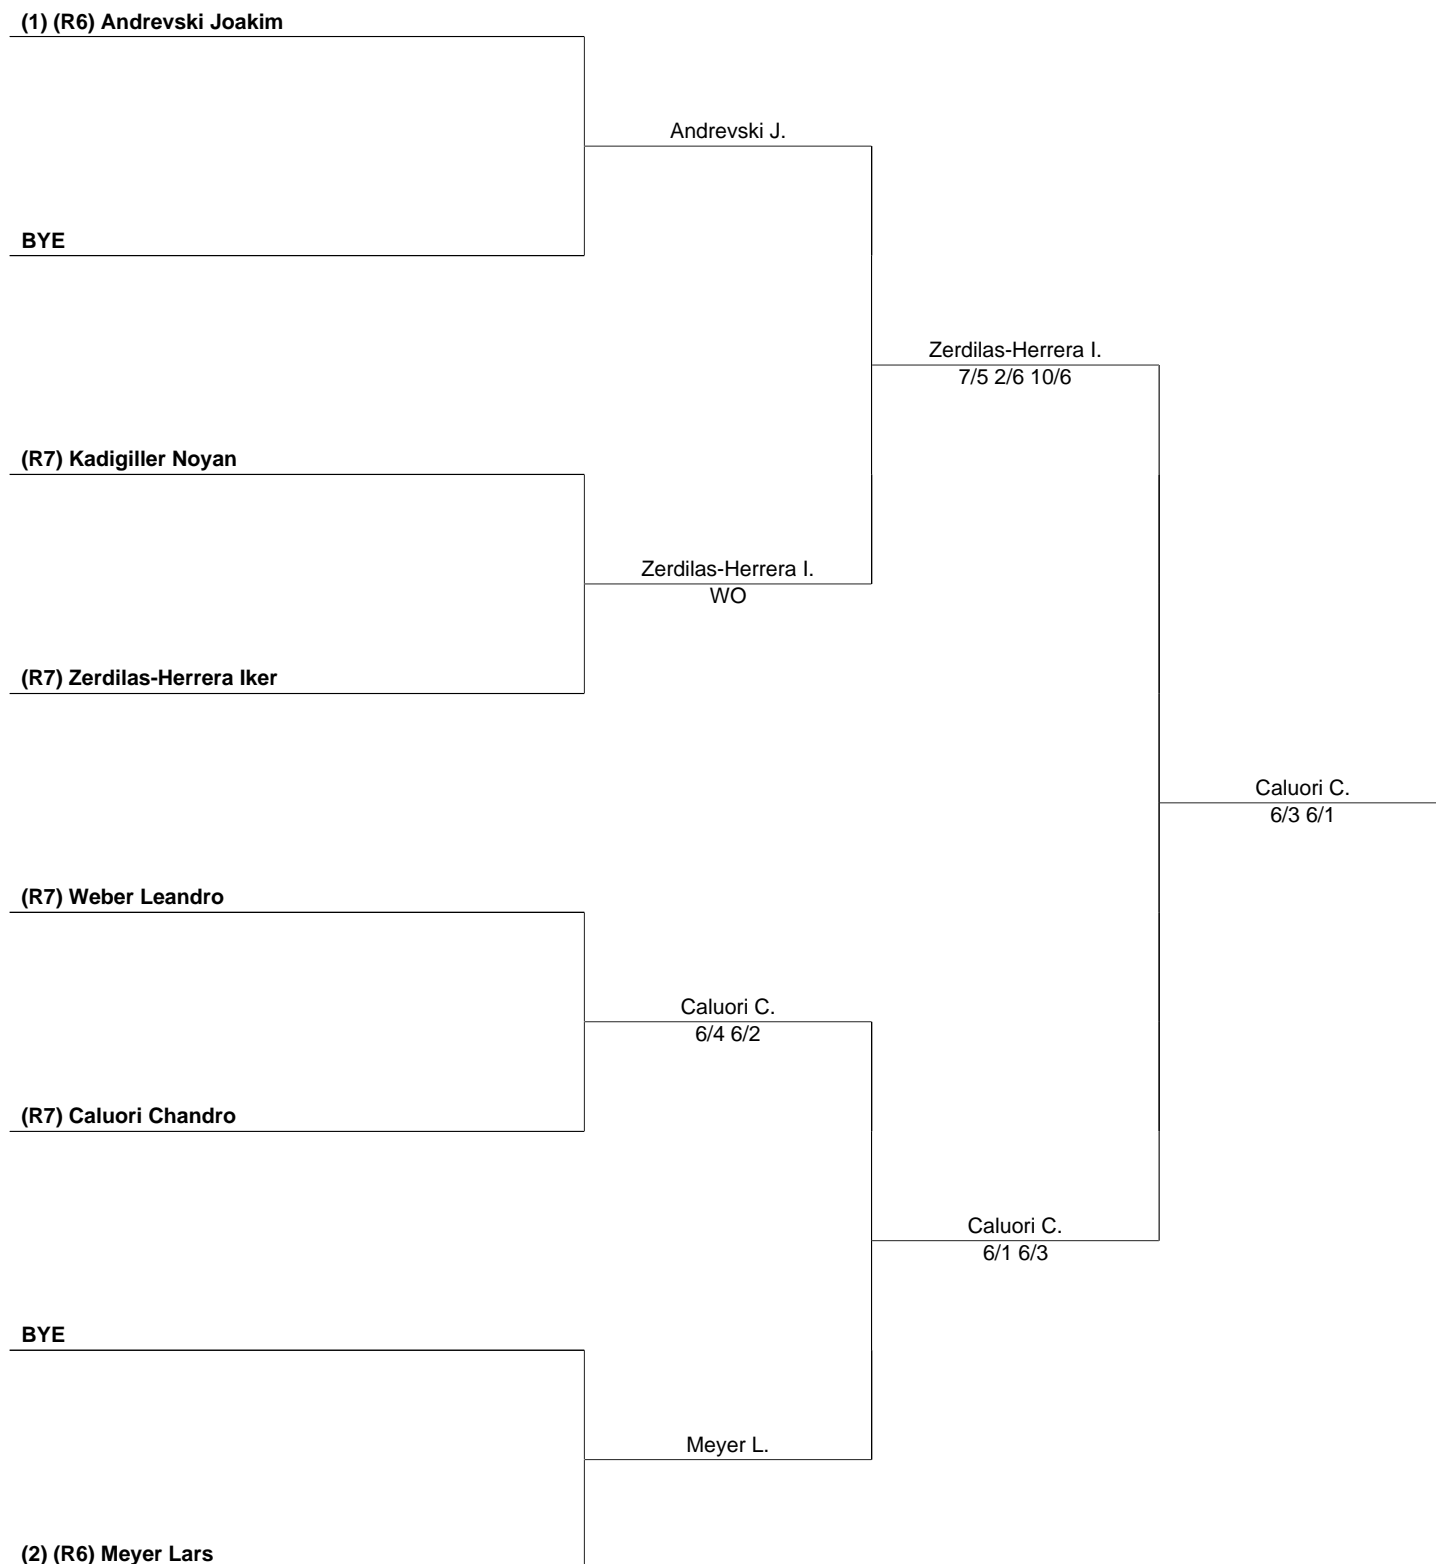 (1) (R6) Andrevski Joakim
Andrevski J.
BYE
Zerdilas-Herrera I.
7/5 2/6 10/6
(R7) Kadigiller Noyan
Zerdilas-Herrera I.
WO
(R7) Zerdilas-Herrera Iker
Caluori C.
6/3 6/1
(R7) Weber Leandro
Caluori C.
6/4 6/2
(R7) Caluori Chandro
Caluori C.
6/1 6/3
BYE
Meyer L.
(2) (R6) Meyer Lars